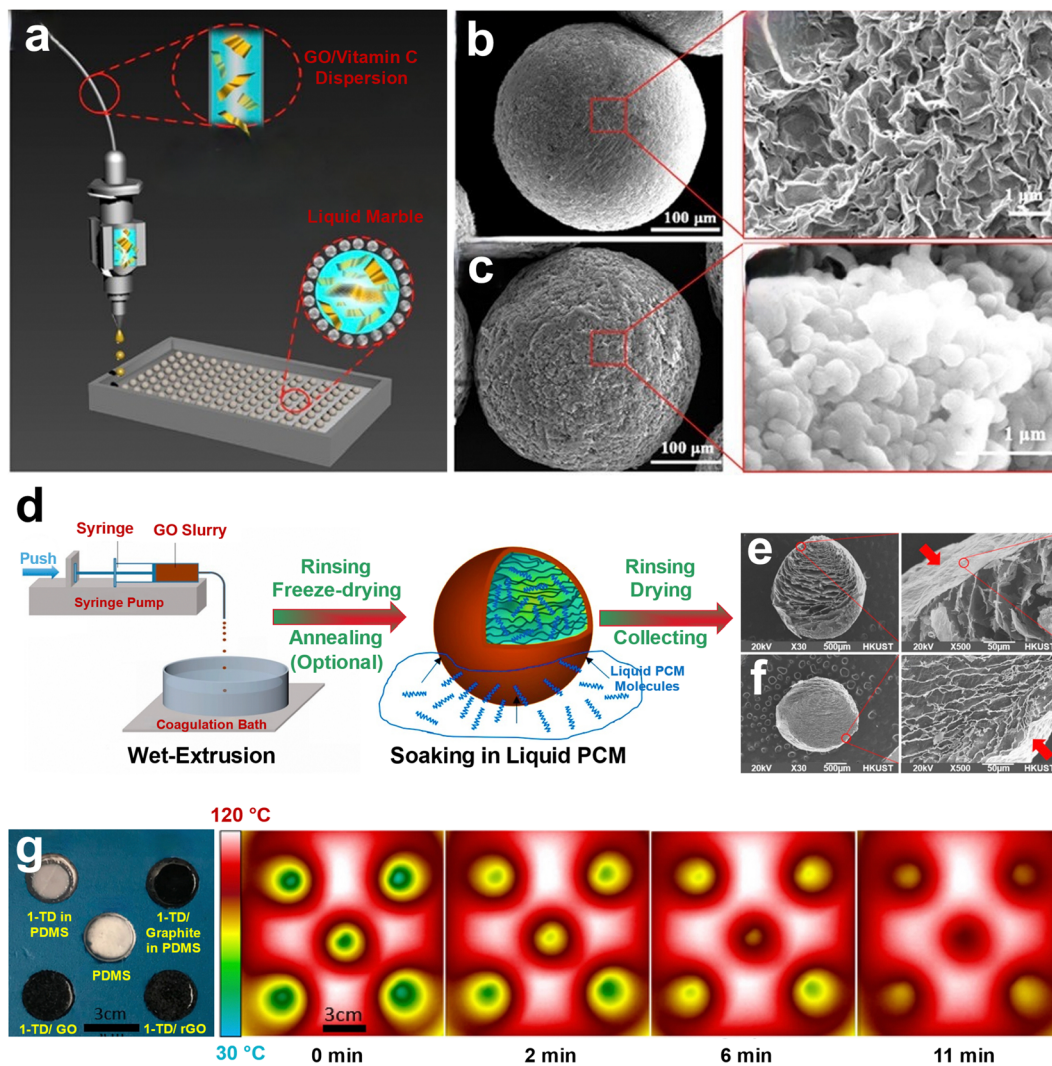 a
GO/Vitamin C
Dispersion
Liquid Marble
b
100 µm
1 µm
c
100 µm
1 µm
d
Syringe
GO Slurry
Push
Syringe Pump
Coagulation Bath
Wet-Extrusion
Rinsing
Freeze-drying
Annealing
(Optional)
Liquid PCM
Molecules
Soaking in Liquid PCM
Rinsing
Drying
Collecting
e
20kV X30 500µm
20kV X500 50µm HKUST
f
20kV X30 500µm HKUST
20kV X500 50µm HKUST
g
1-TD in
PDMS
1-TD/
Graphite
in PDMS
PDMS
1-TD/ GO
3cm
1-TD/ rGO
120 °C
30 °C
3cm
0 min
2 min
6 min
11 min